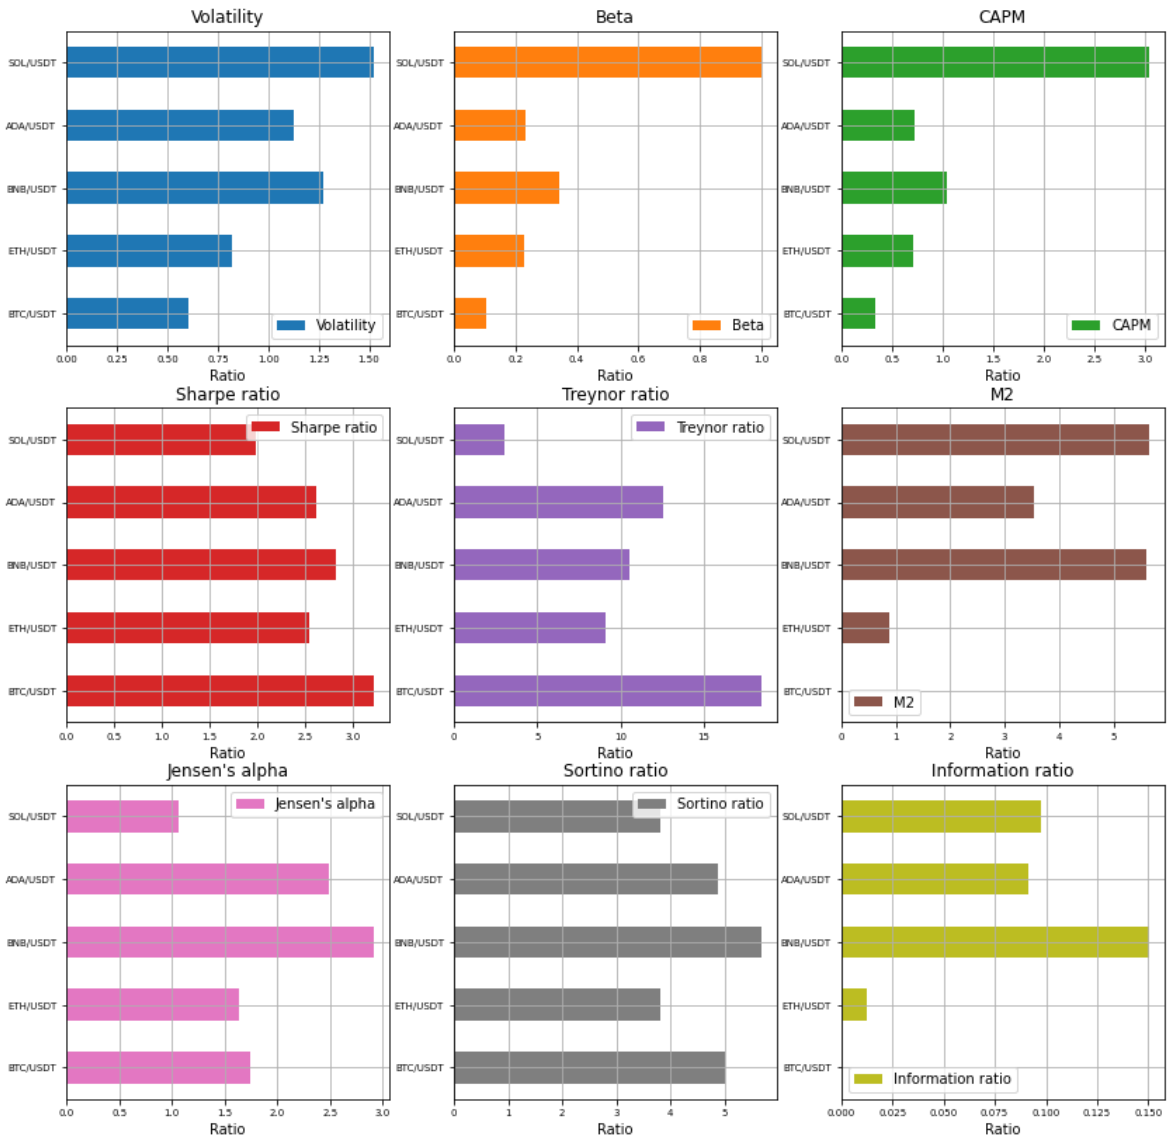 Volatility
SOL/USDT
ADA/USDT
BNB/USDT
ETH/USDT
BTC/USDT
Volatility
0.00 0.25 0.50 0.75 1.00 1.25 1.50
Ratio
Beta
SOL/USDT
ADA/USDT
BNB/USDT
ETH/USDT
BTC/USDT
Beta
0.0 0.2 0.4 0.6 0.8 1.0
Ratio
CAPM
SOL/USDT
ADA/USDT
BNB/USDT
ETH/USDT
BTC/USDT
CAPM
0.0 0.5 1.0 1.5 2.0 2.5 3.0
Ratio
Sharpe ratio
Sharpe ratio
SOL/USDT
ADA/USDT
BNB/USDT
ETH/USDT
BTC/USDT
0.0 0.5 1.0 1.5 2.0 2.5 3.0
Ratio
Treynor ratio
Treynor ratio
SOL/USDT
ADA/USDT
BNB/USDT
ETH/USDT
BTC/USDT
0 5 10 15
Ratio
M2
SOL/USDT
ADA/USDT
BNB/USDT
ETH/USDT
BTC/USDT
M2
0 1 2 3 4 5
Ratio
Jensen's alpha
Jensen's alpha
SOL/USDT
ADA/USDT
BNB/USDT
ETH/USDT
BTC/USDT
0.0 0.5 1.0 1.5 2.0 2.5 3.0
Ratio
Sortino ratio
Sortino ratio
SOL/USDT
ADA/USDT
BNB/USDT
ETH/USDT
BTC/USDT
0 1 2 3 4 5
Ratio
Information ratio
SOL/USDT
ADA/USDT
BNB/USDT
ETH/USDT
BTC/USDT
Information ratio
0.000 0.025 0.050 0.075 0.100 0.125 0.150
Ratio